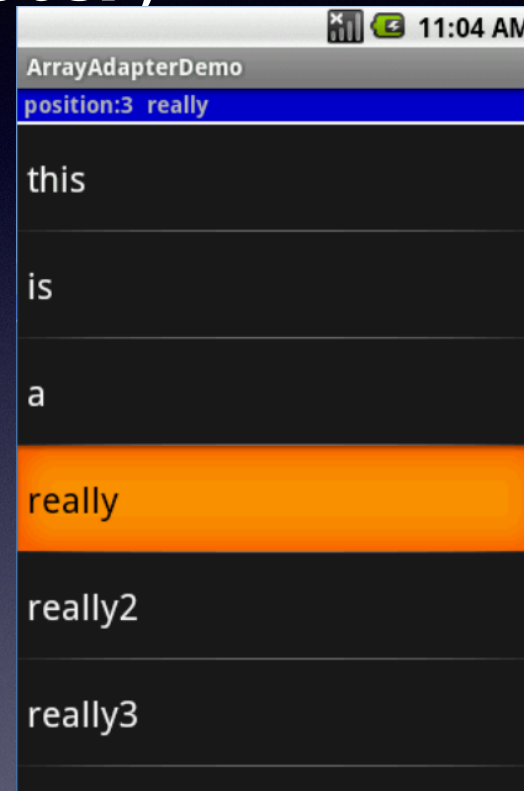 11:04 AM
ArrayAdapterDemo
position:3 really
this
is
a
really
really2
really3